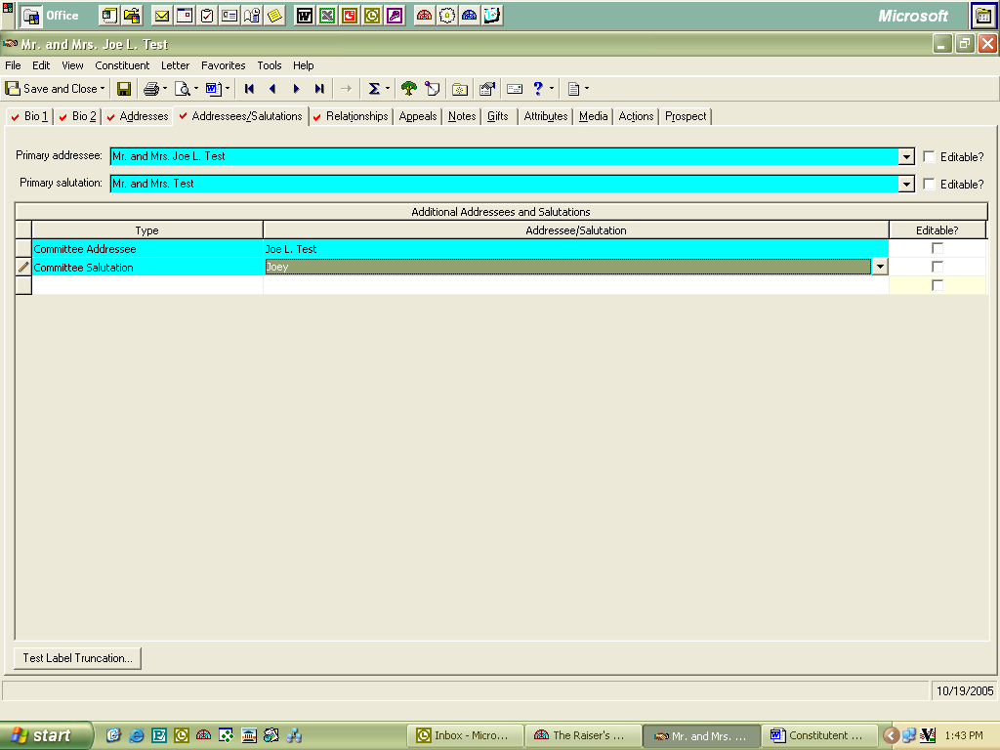 Office Microsoft
Mr. and Mrs. Joe L. Test
File Edit View Constituent Letter Favorites Tools Help
Save and Close
Bio 1 Bio 2 Addresses Addressees/Salutations Relationships Appeals Notes Gifts Attributes Media Actions Prospect
Primary addressee: Mr. and Mrs. Joe L. Test Editable?
Primary salutation: Mr. and Mrs. Test Editable?
Additional Addressees and Salutations
Type Addressee/Salutation Editable?
Committee Addressee Joe L. Test
Committee Salutation Joey
Test Label Truncation...
10/19/2005
start Inbox - Micro... The Raiser's ... Mr. and Mrs. ... Constitutent ... 1:43 PM